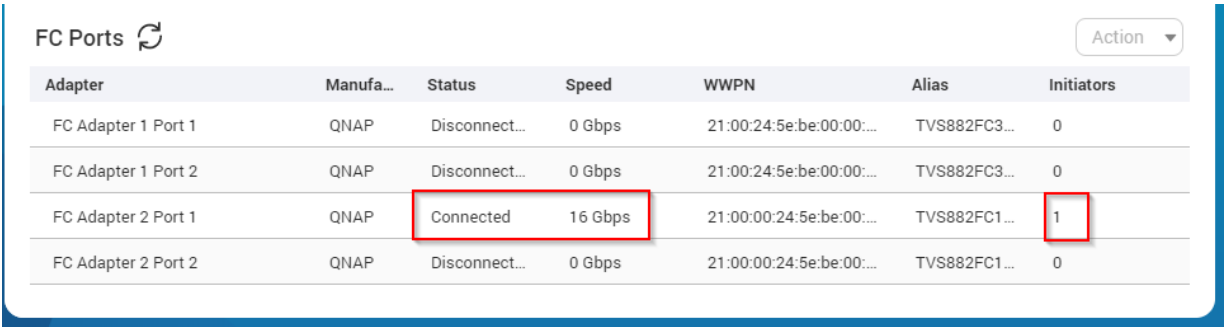 FC Ports Action
Adapter Manufa... Status Speed WWPN Alias Initiators
FC Adapter 1 Port 1 QNAP Disconnect... 0 Gbps 21:00:24:5e:be:00:00:... TVS882FC3... 0
FC Adapter 1 Port 2 QNAP Disconnect... 0 Gbps 21:00:24:5e:be:00:00:... TVS882FC3... 0
FC Adapter 2 Port 1 QNAP Connected 16 Gbps 21:00:00:24:5e:be:00:... TVS882FC1... 1
FC Adapter 2 Port 2 QNAP Disconnect... 0 Gbps 21:00:00:24:5e:be:00:... TVS882FC1... 0